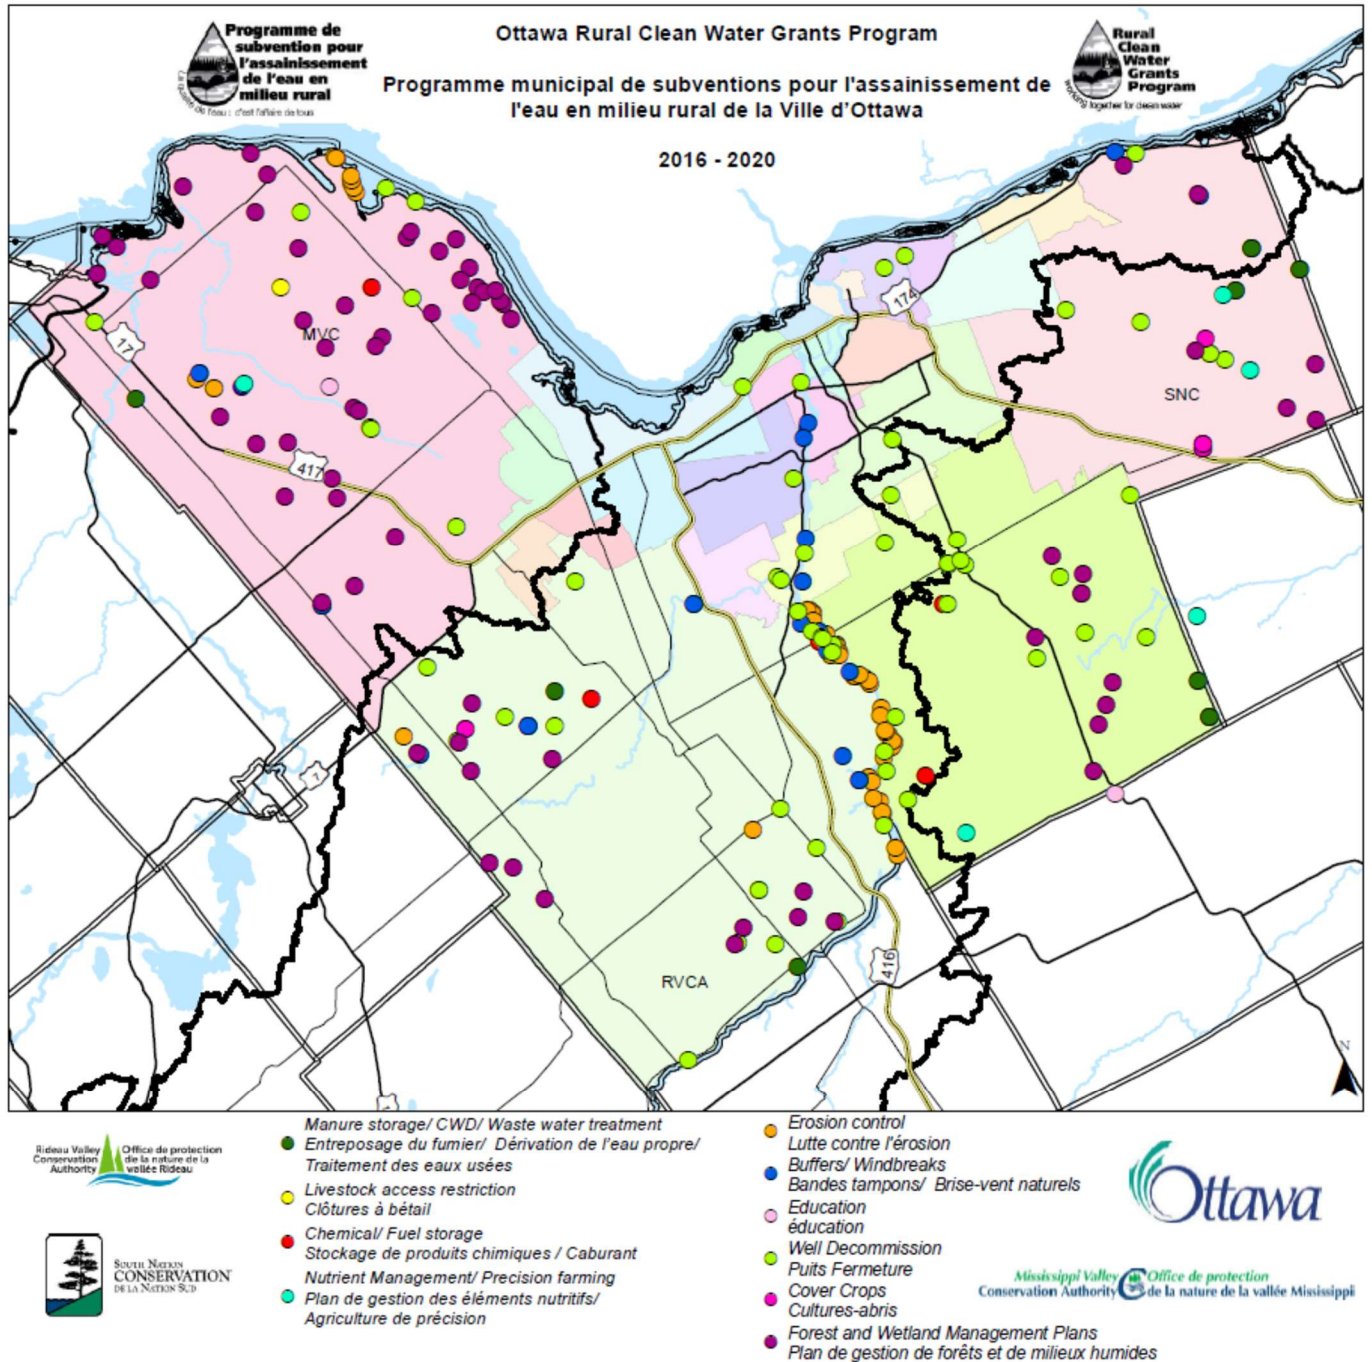 Programme de
subvention pour
l'assainissement
de l'eau en
milieu rural
Ottawa Rural Clean Water Grants Program
Programme municipal de subventions pour l'assainissement de
l'eau en milieu rural de la Ville d'Ottawa
2016 - 2020
Rural
Clean
Water
Grants
Program
working together for clean water
174
17
MVC
SNC
417
7
416
RVCA
N
Manure storage/ CWD/ Waste water treatment
Entreposage du fumier/ Dérivation de l'eau propre/
Traitement des eaux usées
Livestock access restriction
Clôtures à bétail
Chemical/ Fuel storage
Stockage de produits chimiques / Caburant
Nutrient Management/ Precision farming
Plan de gestion des éléments nutritifs/
Agriculture de précision
Erosion control
Lutte contre l'érosion
Buffers/ Windbreaks
Bandes tampons/ Brise-vent naturels
Education
éducation
Well Decommission
Puits Fermeture
Cover Crops
Cultures-abris
Forest and Wetland Management Plans
Plan de gestion de forêts et de milieux humides
Rideau Valley
Conservation
Authority
Office de protection
de la nature de la
vallée Rideau
SOUTH NATION
CONSERVATION
DE LA NATION SUD
Ottawa
Mississippi Valley
Conservation Authority
Office de protection
de la nature de la vallée Mississippi